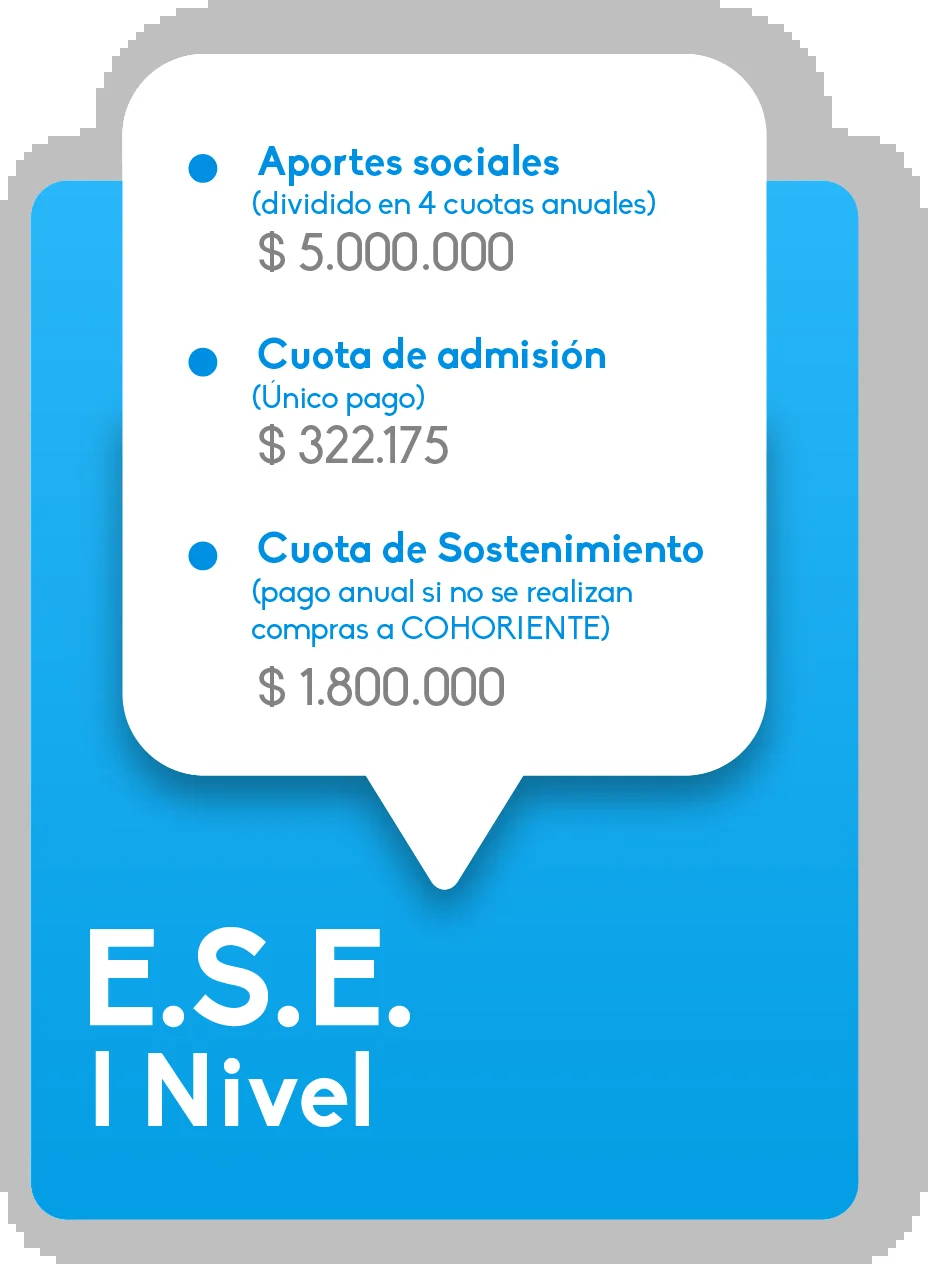 Aportes sociales
(dividido en 4 cuotas anuales)
$ 5.000.000
Cuota de admisión
(Único pago)
$ 322.175
Cuota de Sostenimiento
(pago anual si no se realizan
compras a COHORIENTE)
$ 1.800.000
E.S.E.
I Nivel